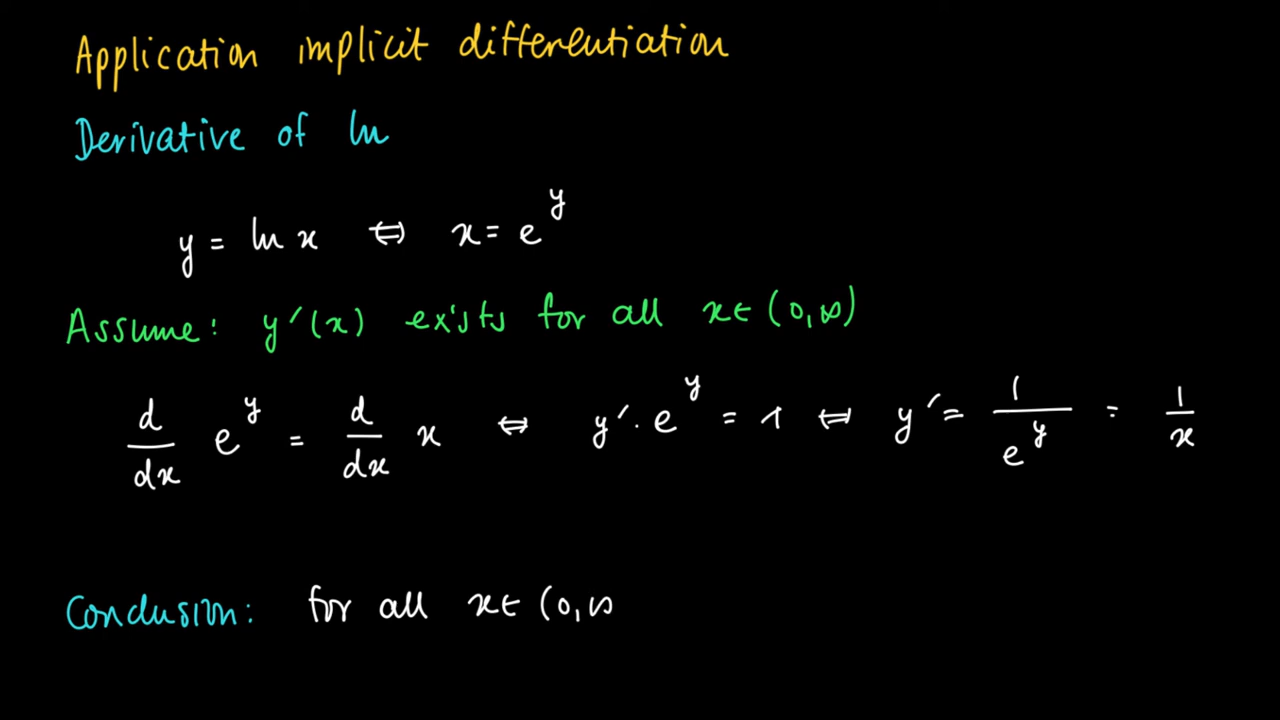 Application implicit differentiation
Derivative of ln
y = ln x ⇔ x = e^y
Assume: y'(x) exists for all x ∈ (0, ∞)
d/dx e^y = d/dx x ⇔ y' · e^y = 1 ⇔ y' = 1/e^y = 1/x
Conclusion: for all x ∈ (0, ∞